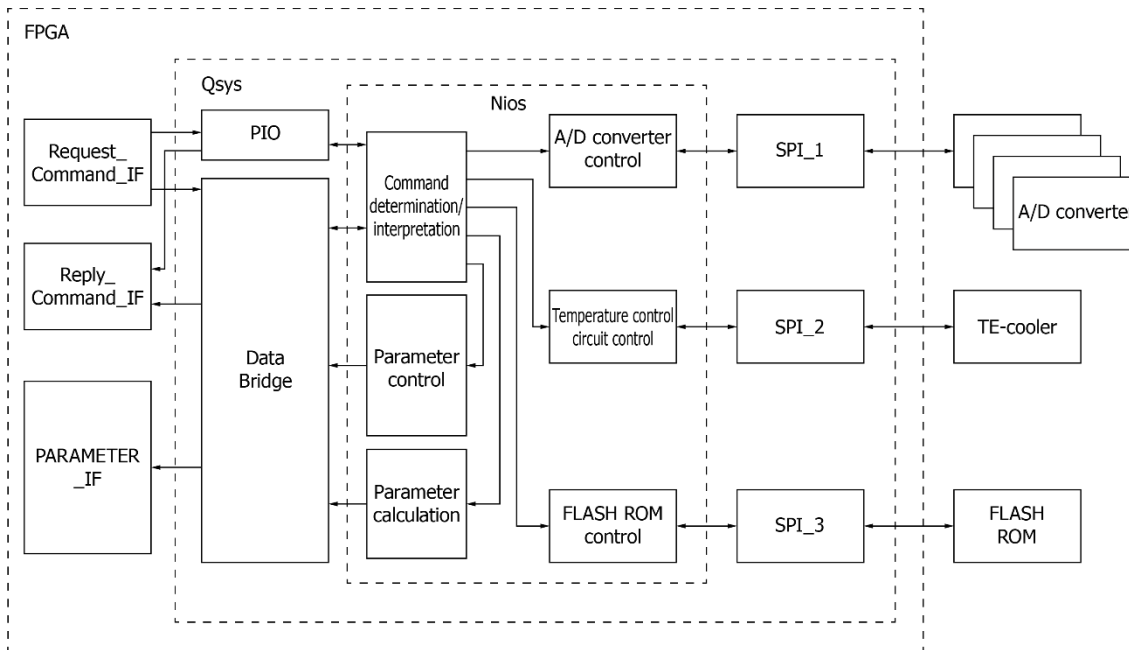 FPGA
Qsys
Nios
Request_
Command_IF
PIO
Command
determination/
interpretation
A/D converter
control
SPI_1
A/D converter
Reply_
Command_IF
Data
Bridge
Parameter
control
Temperature control
circuit control
SPI_2
TE-cooler
PARAMETER
_IF
Parameter
calculation
FLASH ROM
control
SPI_3
FLASH
ROM